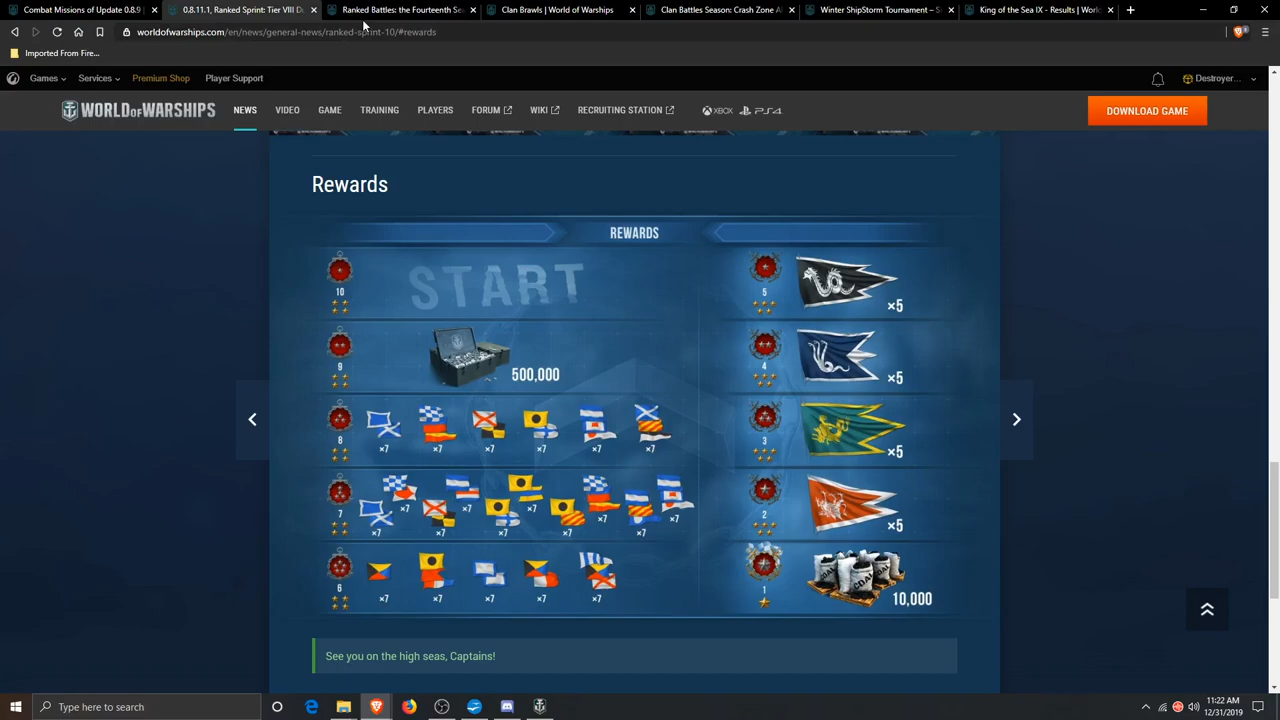 Combat Missions of Update 0.8.9
0.8.11.1, Ranked Sprint: Tier VIII Du
Ranked Battles: the Fourteenth Sea
Clan Brawls | World of Warships
Clan Battles Season: Crash Zone Al
Winter ShipStorm Tournament – S
King of the Sea IX - Results | World
worldofwarships.com/en/news/general-news/ranked-sprint-10/#rewards
Imported From Fire...
Games
Services
Premium Shop
Player Support
Destroyer...
WORLD OF WARSHIPS
NEWS
VIDEO
GAME
TRAINING
PLAYERS
FORUM
WIKI
RECRUITING STATION
XBOX
PS4
DOWNLOAD GAME
Rewards
REWARDS
10
START
5
×5
9
500,000
4
×5
8
×7 ×7 ×7 ×7 ×7 ×7
3
×5
7
×7 ×7 ×7 ×7
×7 ×7 ×7 ×7
2
×5
6
×7 ×7 ×7 ×7 ×7
1
COAL
10,000
See you on the high seas, Captains!
Type here to search
11:22 AM
12/31/2019